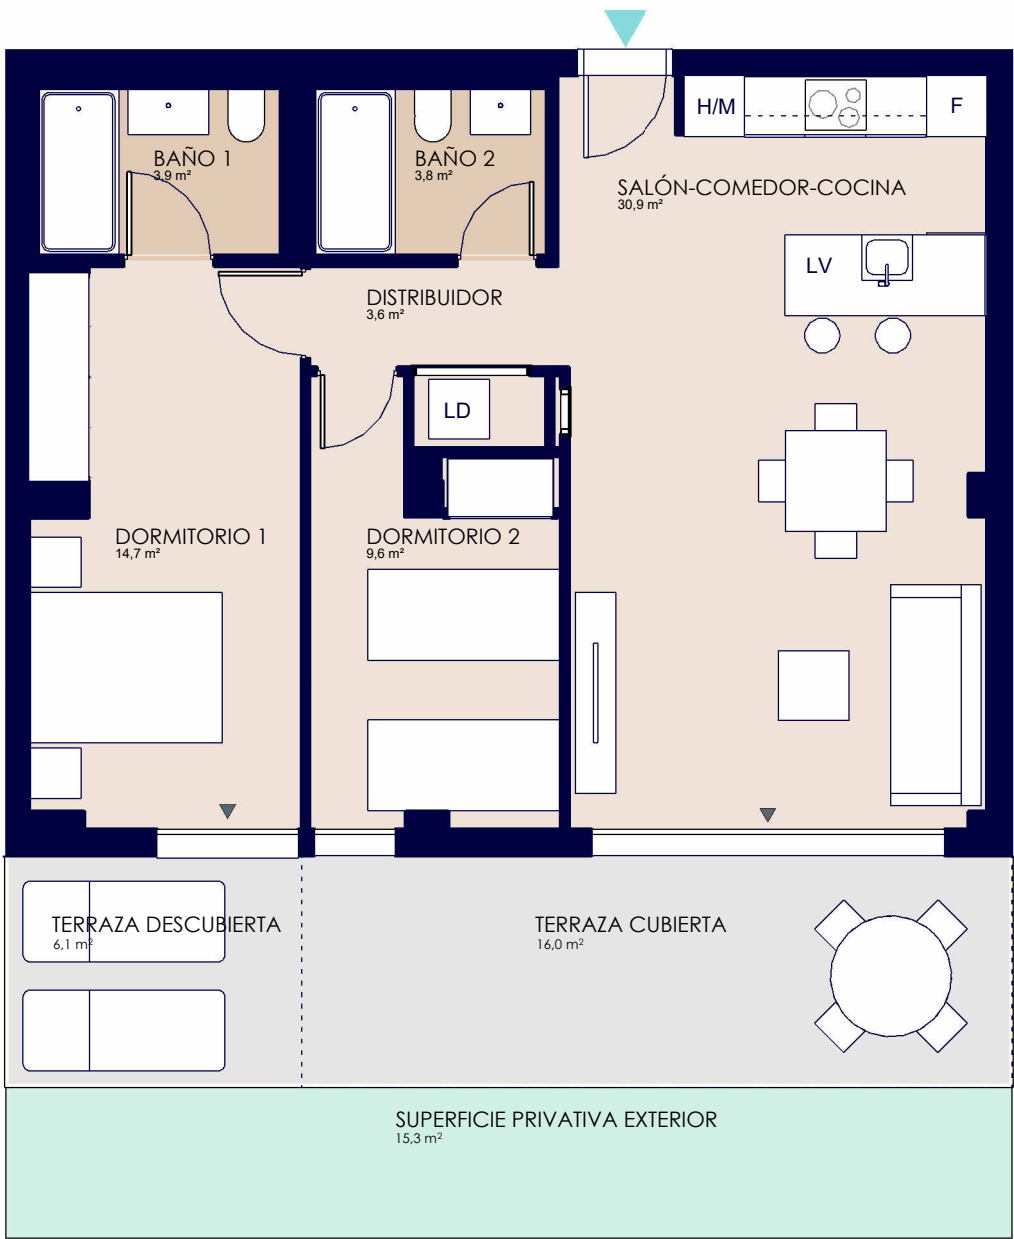 H/M
F
BAÑO 1
3,9 m²
BAÑO 2
3,8 m²
SALÓN-COMEDOR-COCINA
30,9 m²
LV
DISTRIBUIDOR
3,6 m²
LD
DORMITORIO 1
14,7 m²
DORMITORIO 2
9,6 m²
TERRAZA DESCUBIERTA
6,1 m²
TERRAZA CUBIERTA
16,0 m²
SUPERFICIE PRIVATIVA EXTERIOR
15,3 m²